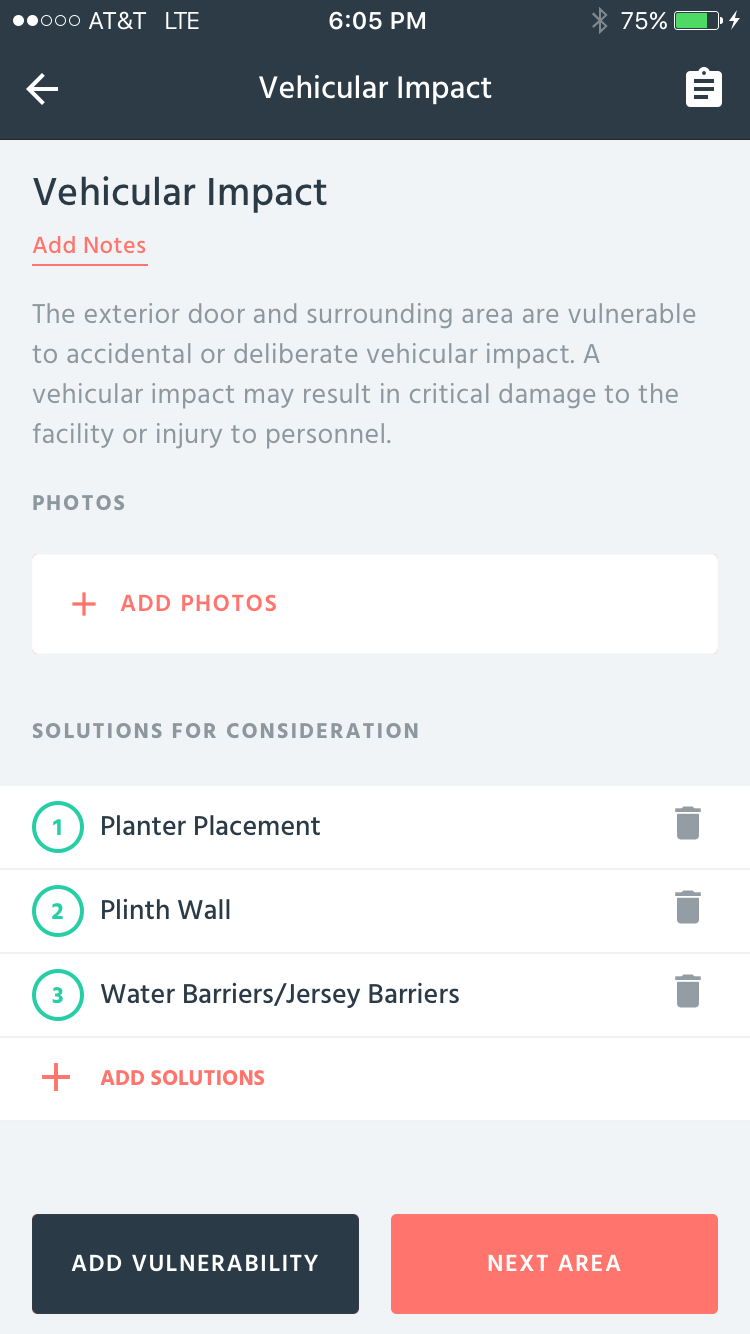 AT&T LTE 6:05 PM 75%
Vehicular Impact
Vehicular Impact
Add Notes
The exterior door and surrounding area are vulnerable
to accidental or deliberate vehicular impact. A
vehicular impact may result in critical damage to the
facility or injury to personnel.
PHOTOS
ADD PHOTOS
SOLUTIONS FOR CONSIDERATION
1 Planter Placement
2 Plinth Wall
3 Water Barriers/Jersey Barriers
ADD SOLUTIONS
ADD VULNERABILITY NEXT AREA